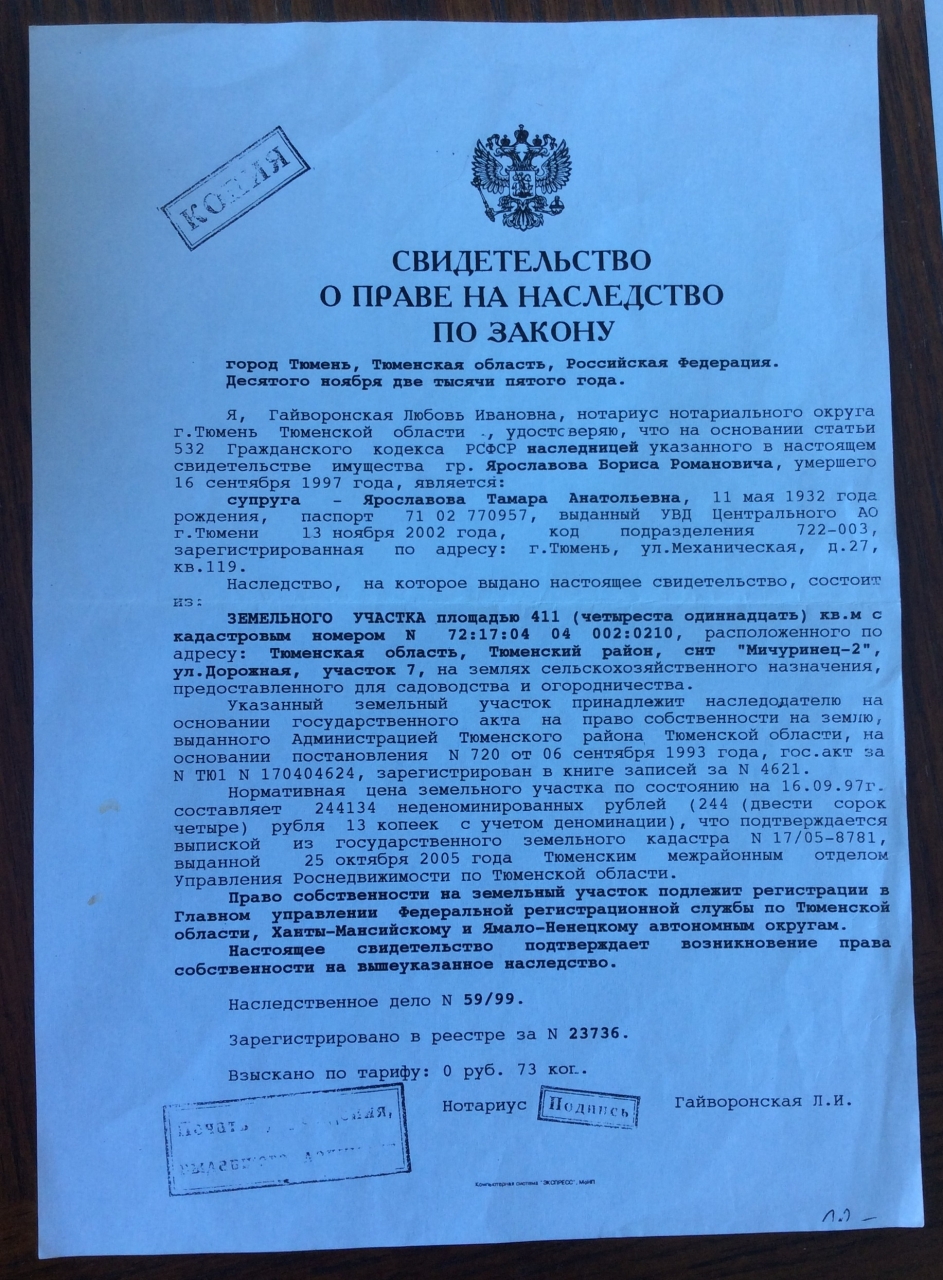 КОПИЯ
СВИДЕТЕЛЬСТВО
О ПРАВЕ НА НАСЛЕДСТВО
ПО ЗАКОНУ
город Тюмень, Тюменская область, Российская Федерация.
Десятого ноября две тысячи пятого года.
Я, Гайворонская Любовь Ивановна, нотариус нотариального округа
г.Тюмень Тюменской области ., удостоверяю, что на основании статьи
532 Гражданского кодекса РСФСР наследницей указанного в настоящем
свидетельстве имущества гр. Ярославова Бориса Романовича, умершего
16 сентября 1997 года, является:
супруга - Ярославова Тамара Анатольевна, 11 мая 1932 года
рождения, паспорт 71 02 770957, выданный УВД Центрального АО
г.Тюмени 13 ноября 2002 года, код подразделения 722-003,
зарегистрированная по адресу: г.Тюмень, ул.Механическая, д.27,
кв.119.
Наследство, на которое выдано настоящее свидетельство, состоит
из:
ЗЕМЕЛЬНОГО УЧАСТКА площадью 411 (четыреста одиннадцать) кв.м с
кадастровым номером N 72:17:04 04 002:0210, расположенного по
адресу: Тюменская область, Тюменский район, снт "Мичуринец-2",
ул.Дорожная, участок 7, на землях сельскохозяйственного назначения,
предоставленного для садоводства и огородничества.
Указанный земельный участок принадлежит наследодателю на
основании государственного акта на право собственности на землю,
выданного Администрацией Тюменского района Тюменской области, на
основании постановления N 720 от 06 сентября 1993 года, гос.акт за
N ТЮ1 N 170404624, зарегистрирован в книге записей за N 4621.
Нормативная цена земельного участка по состоянию на 16.09.97г.
составляет 244134 неденоминированных рублей (244 (двести сорок
четыре) рубля 13 копеек с учетом деноминации), что подтверждается
выпиской из государственного земельного кадастра N 17/05-8781,
выданной 25 октября 2005 года Тюменским межрайонным отделом
Управления Роснедвижимости по Тюменской области.
Право собственности на земельный участок подлежит регистрации в
Главном управлении Федеральной регистрационной службы по Тюменской
области, Ханты-Мансийскому и Ямало-Ненецкому автономным округам.
Настоящее свидетельство подтверждает возникновение права
собственности на вышеуказанное наследство.
Наследственное дело N 59/99.
Зарегистрировано в реестре за N 23736.
Взыскано по тарифу: 0 руб. 73 коп.
Нотариус Подпись Гайворонская Л.И.
Компьютерная система "ЭКСПРЕСС", МиНП